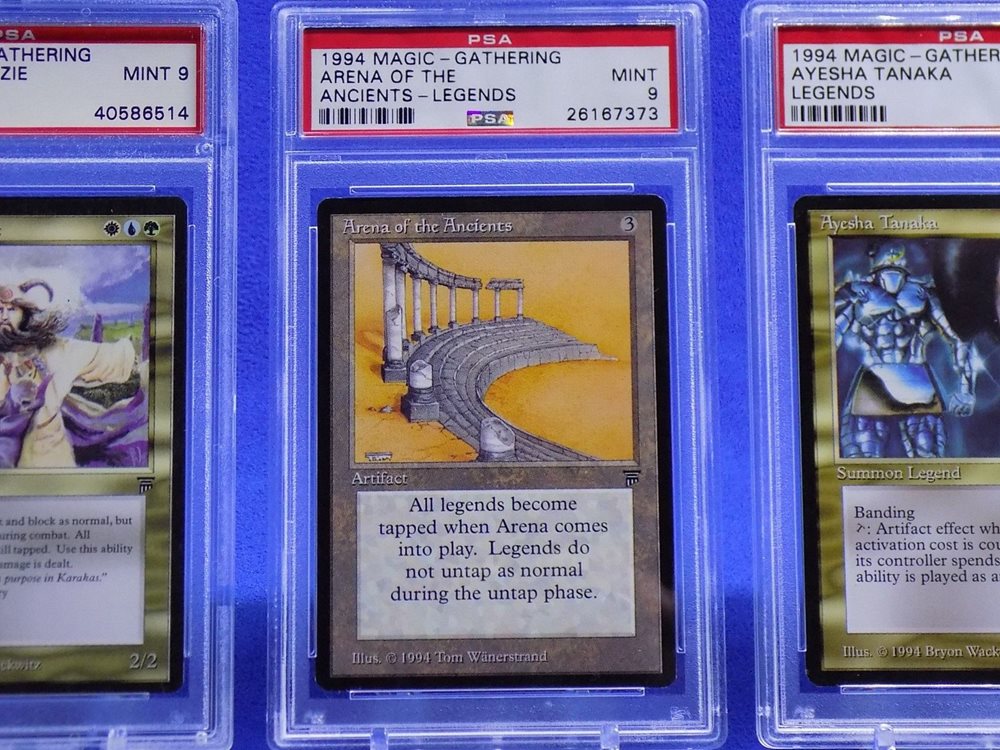 PSA
ATHERING
ZIE MINT 9
40586514
and block as normal, but
uring combat. All
ill tapped. Use this ability
amage is dealt.
purpose in Karakas."
ckwitz 2/2
PSA
1994 MAGIC – GATHERING
ARENA OF THE MINT
ANCIENTS – LEGENDS 9
PSA 26167373
Arena of the Ancients 3
Artifact
All legends become
tapped when Arena comes
into play. Legends do
not untap as normal
during the untap phase.
Illus. © 1994 Tom Wänerstrand
PSA
1994 MAGIC – GATHER
AYESHA TANAKA
LEGENDS
Ayesha Tanaka
Summon Legend
Banding
: Artifact effect wh
activation cost is cou
its controller spends
ability is played as a
Illus. © 1994 Bryon Wack